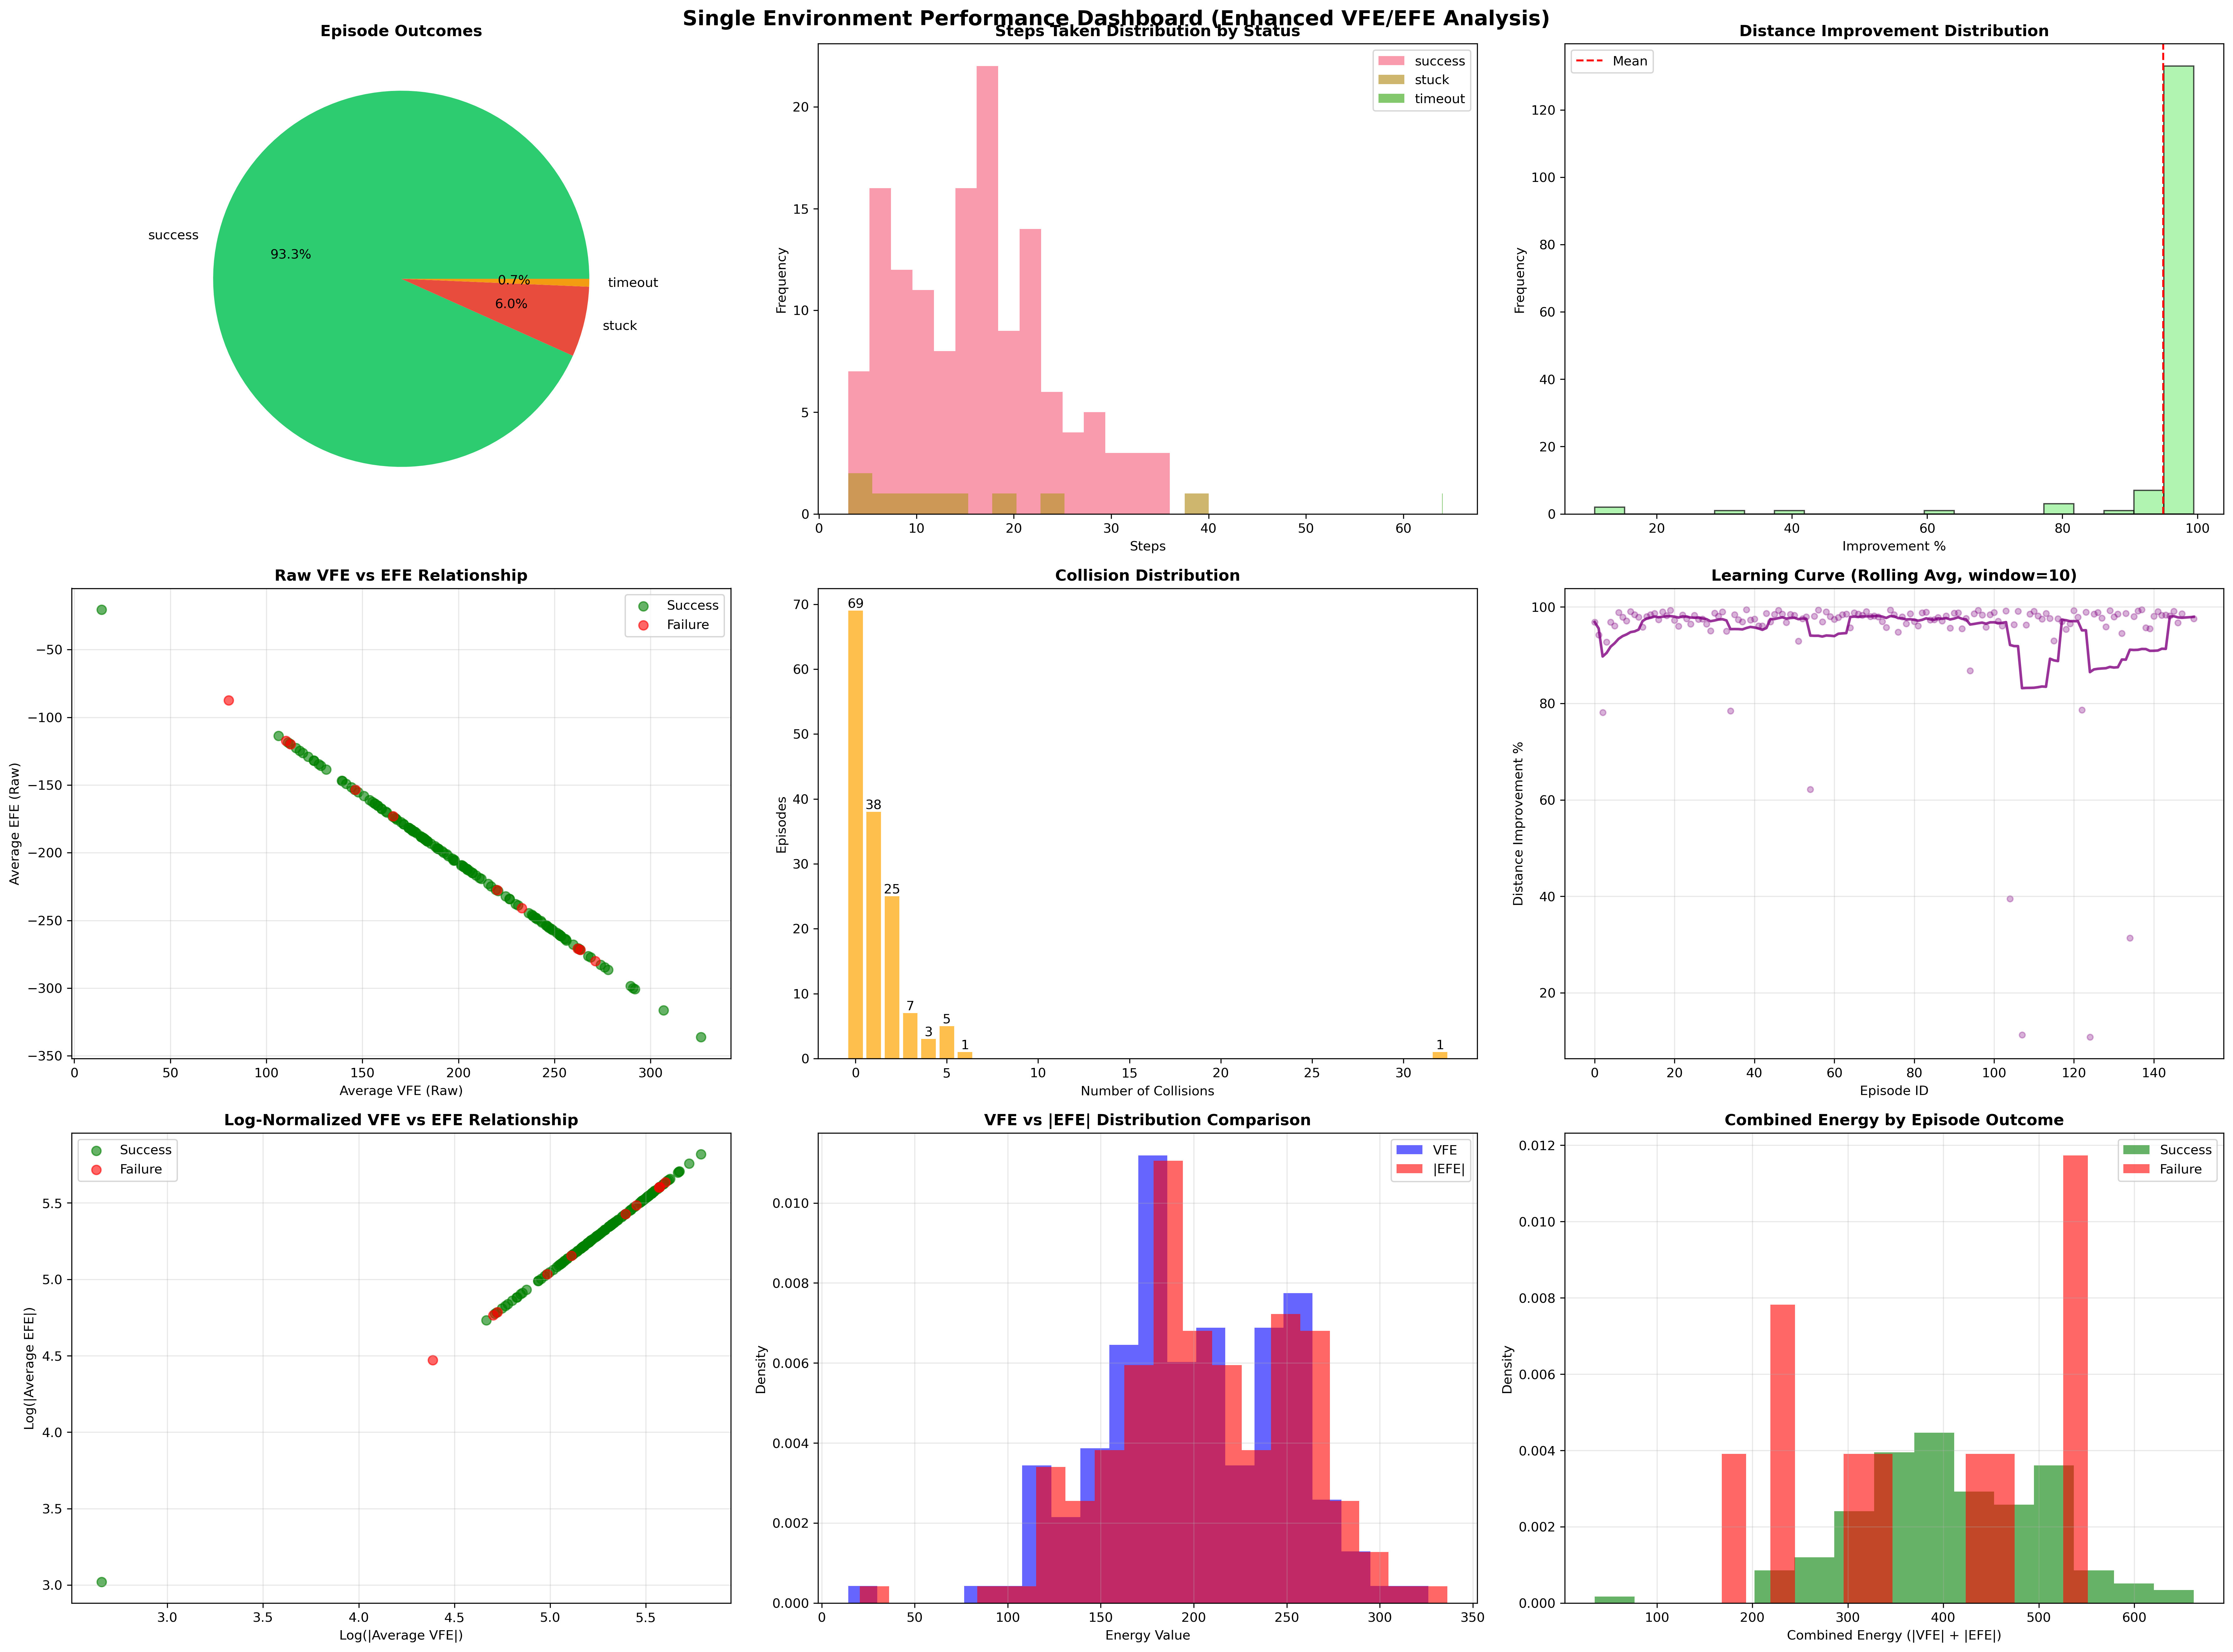 Single Environment Performance Dashboard (Enhanced VFE/EFE Analysis)
Episode Outcomes
success
93.3%
0.7%
timeout
6.0%
stuck
Steps Taken Distribution by Status
success
stuck
timeout
Frequency
20
15
10
5
0
0 10 20 30 40 50 60
Steps
Distance Improvement Distribution
Mean
Frequency
120
100
80
60
40
20
0
20 40 60 80 100
Improvement %
Raw VFE vs EFE Relationship
Success
Failure
Average EFE (Raw)
−50
−100
−150
−200
−250
−300
−350
0 50 100 150 200 250 300
Average VFE (Raw)
Collision Distribution
Episodes
70
60
50
40
30
20
10
0
69
38
25
7
3
5
1
1
0 5 10 15 20 25 30
Number of Collisions
Learning Curve (Rolling Avg, window=10)
Distance Improvement %
100
80
60
40
20
0 20 40 60 80 100 120 140
Episode ID
Log-Normalized VFE vs EFE Relationship
Success
Failure
Log(|Average EFE|)
5.5
5.0
4.5
4.0
3.5
3.0
3.0 3.5 4.0 4.5 5.0 5.5
Log(|Average VFE|)
VFE vs |EFE| Distribution Comparison
VFE
|EFE|
Density
0.010
0.008
0.006
0.004
0.002
0.000
0 50 100 150 200 250 300 350
Energy Value
Combined Energy by Episode Outcome
Success
Failure
Density
0.012
0.010
0.008
0.006
0.004
0.002
0.000
100 200 300 400 500 600
Combined Energy (|VFE| + |EFE|)